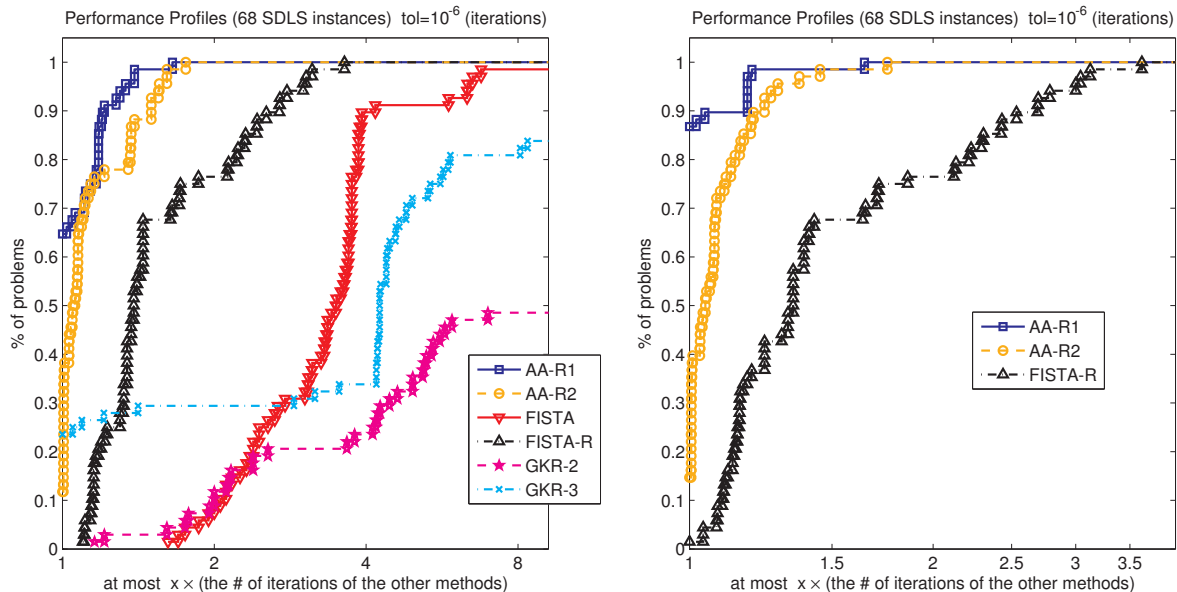 Performance Profiles (68 SDLS instances) tol=10^-6 (iterations)
1
0.9
0.8
0.7
0.6
0.5
0.4
0.3
0.2
0.1
0
% of problems
1
2
4
8
at most x × (the # of iterations of the other methods)
AA-R1
AA-R2
FISTA
FISTA-R
GKR-2
GKR-3
Performance Profiles (68 SDLS instances) tol=10^-6 (iterations)
1
0.9
0.8
0.7
0.6
0.5
0.4
0.3
0.2
0.1
0
% of problems
1
1.5
2
2.5
3
3.5
at most x × (the # of iterations of the other methods)
AA-R1
AA-R2
FISTA-R